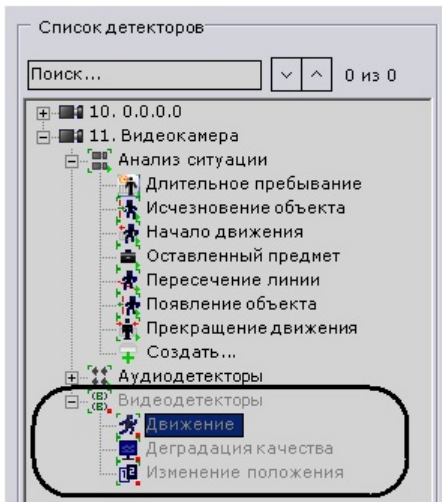 Список детекторов
Поиск... 0 из 0
10. 0.0.0.0
11. Видеокамера
Анализ ситуации
Длительное пребывание
Исчезновение объекта
Начало движения
Оставленный предмет
Пересечение линии
Появление объекта
Прекращение движения
Создать...
Аудиодетекторы
Видеодетекторы
Движение
Деградация качества
Изменение положения